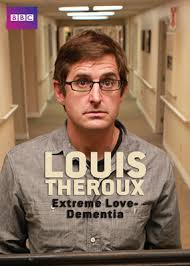 BBC
LOUIS
THEROUX
Extreme Love-
Dementia